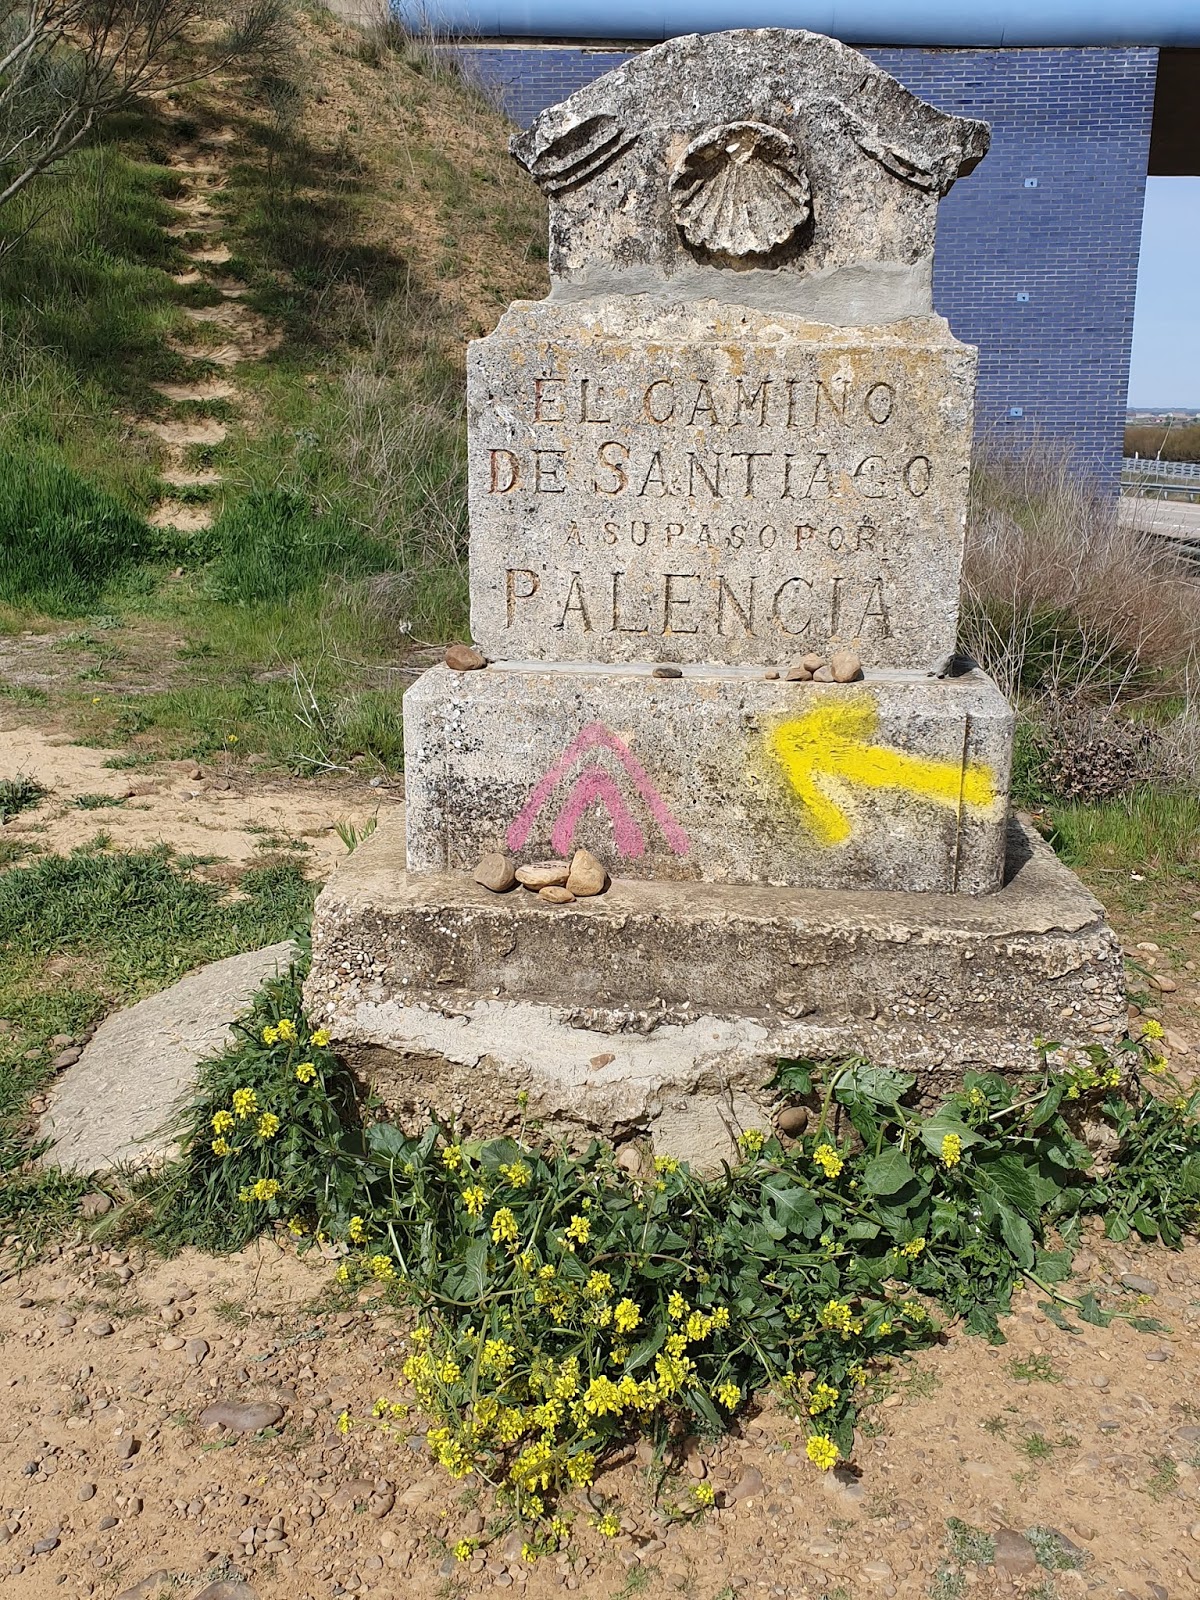 EL CAMINO
DE SANTIAGO
A SU PASO POR
PALENCIA